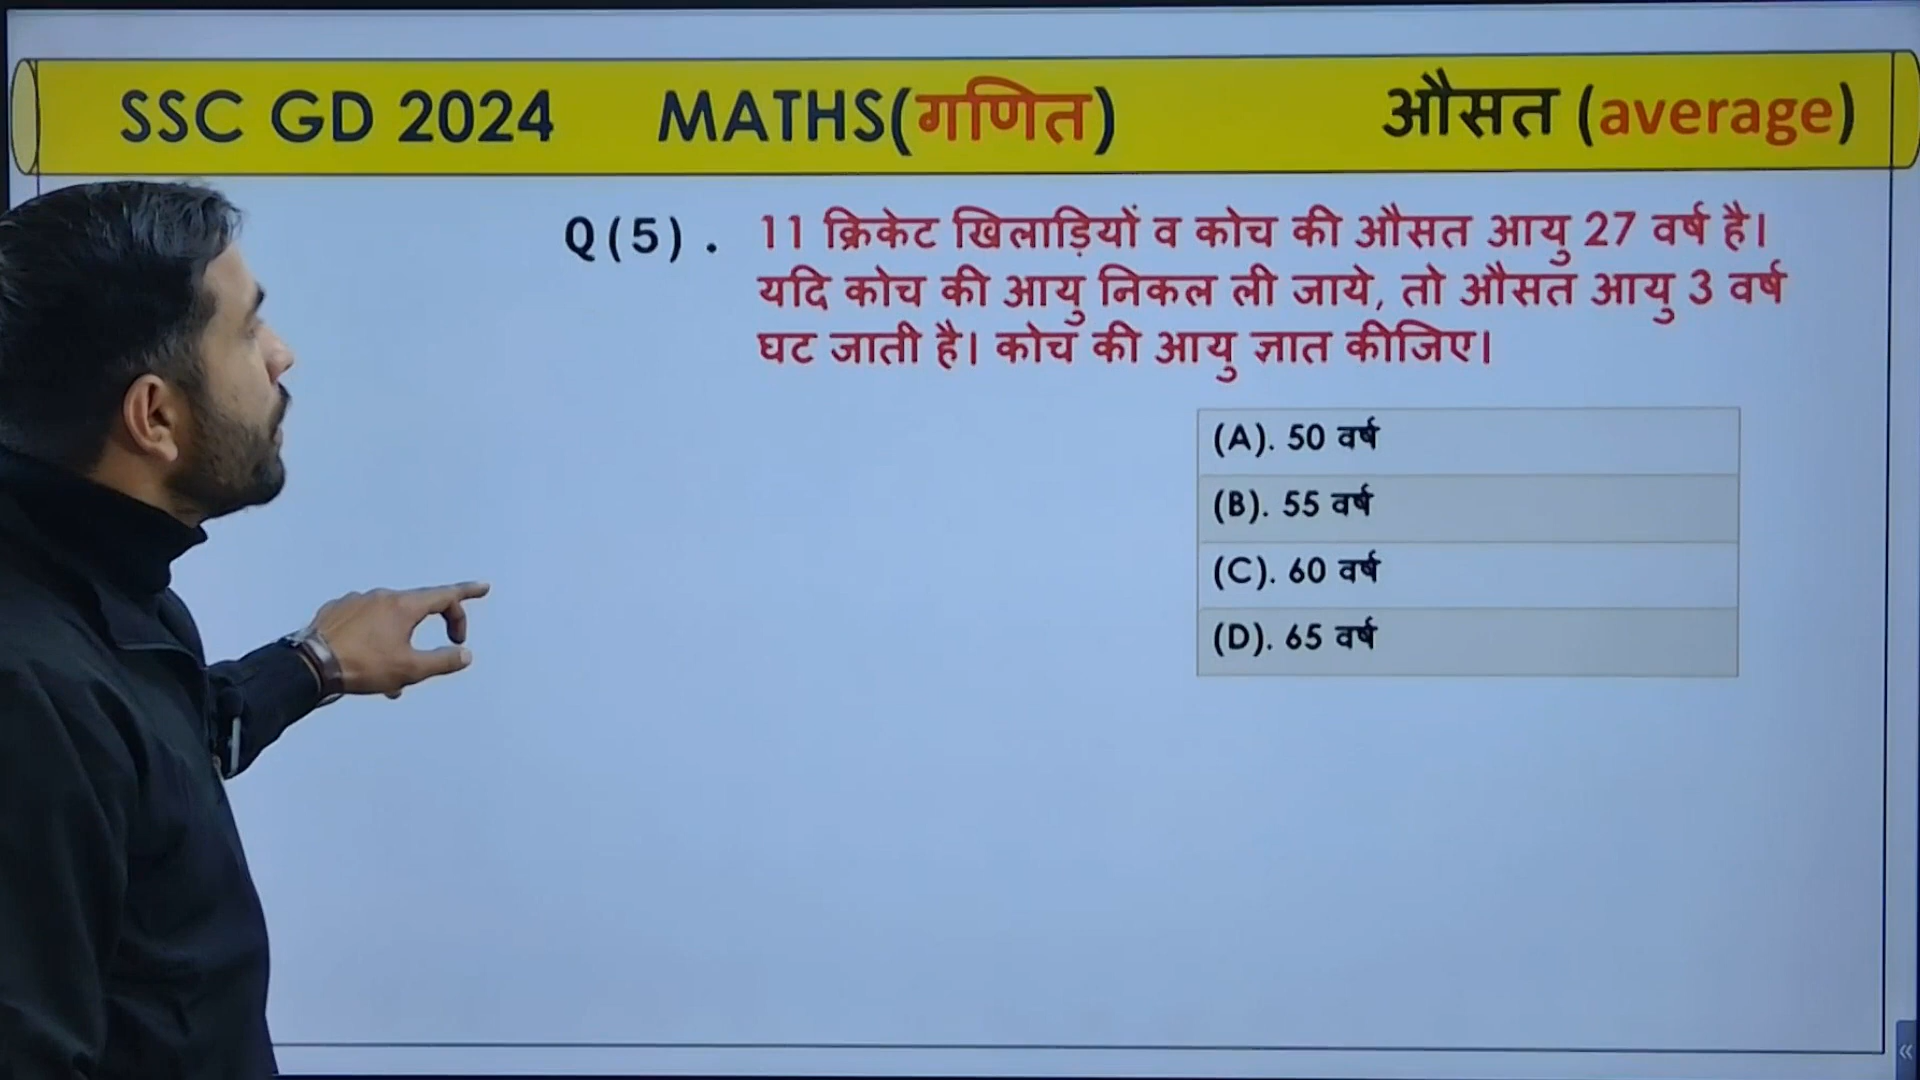 SSC GD 2024 MATHS(गणित) औसत (average)
Q(5). 11 क्रिकेट खिलाड़ियों व कोच की औसत आयु 27 वर्ष है।
यदि कोच की आयु निकल ली जाये, तो औसत आयु 3 वर्ष
घट जाती है। कोच की आयु ज्ञात कीजिए।
(A). 50 वर्ष
(B). 55 वर्ष
(C). 60 वर्ष
(D). 65 वर्ष